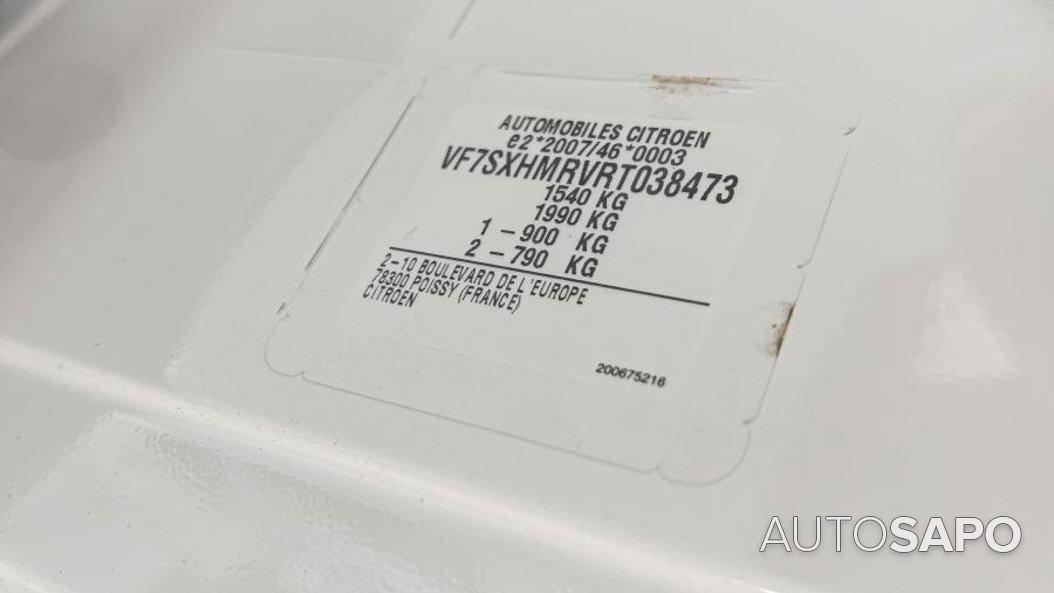 AUTOMOBILES CITROEN
e2*2007/46*0003
VF7SXHMRVRT038473
1540 KG
1990 KG
1 - 900 KG
2 - 790 KG
2-10 BOULEVARD DE L'EUROPE
78300 POISSY (FRANCE)
CITROEN
200675216
AUTOSAPO